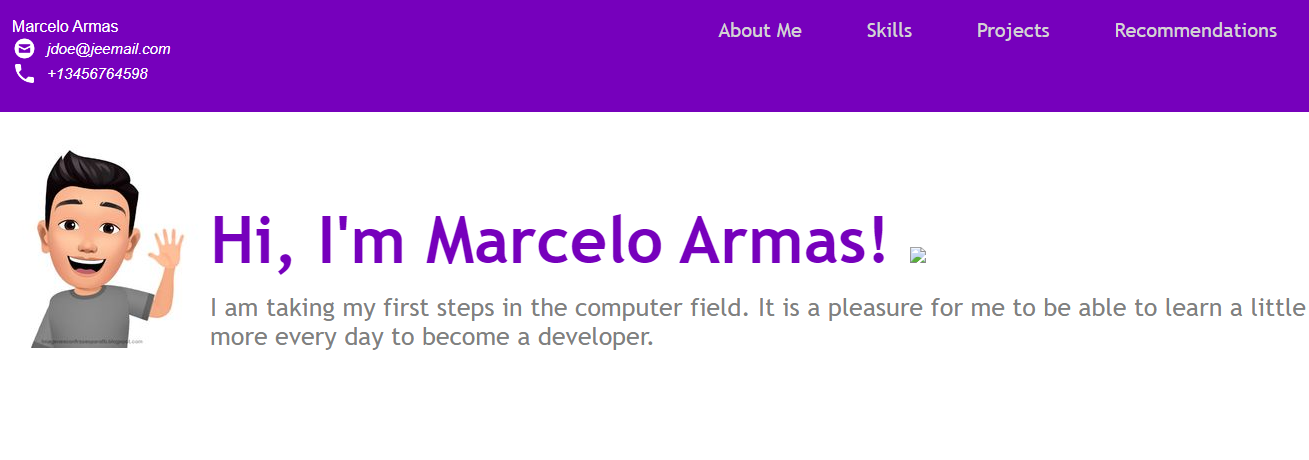 Marcelo Armas
jdoe@jeemail.com
+13456764598
About Me Skills Projects Recommendations
Hi, I'm Marcelo Armas!
I am taking my first steps in the computer field. It is a pleasure for me to be able to learn a little
more every day to become a developer.